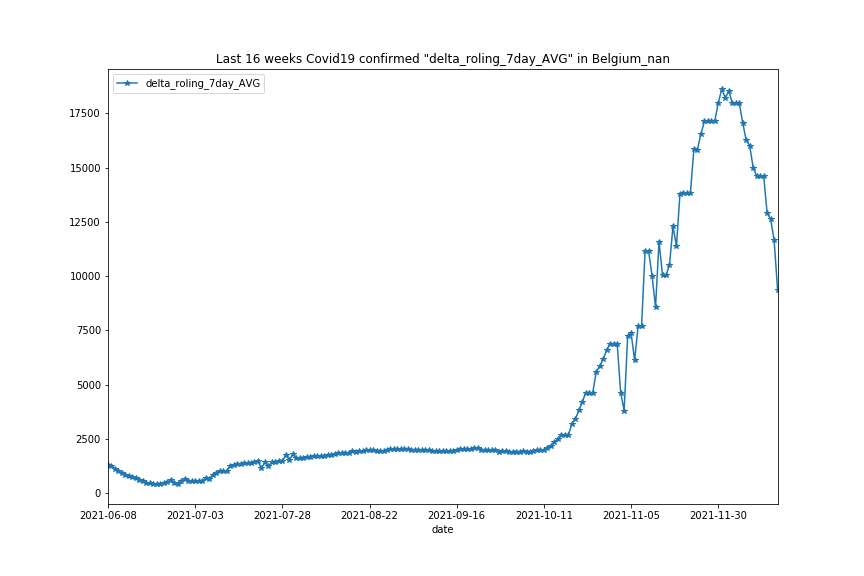 Last 16 weeks Covid19 confirmed "delta_roling_7day_AVG" in Belgium_nan
delta_roling_7day_AVG
17500
15000
12500
10000
7500
5000
2500
0
2021-06-08 2021-07-03 2021-07-28 2021-08-22 2021-09-16 2021-10-11 2021-11-05 2021-11-30
date